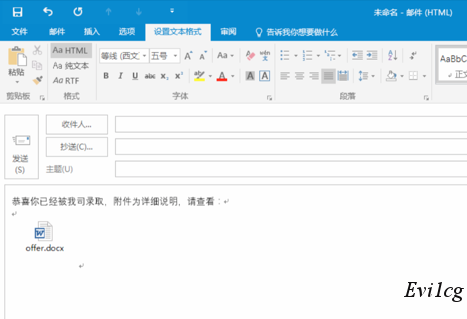 未命名 - 邮件 (HTML)
文件 邮件 插入 选项 设置文本格式 审阅 告诉我你想要做什么
粘贴
剪贴板
Aa HTML
Aa 纯文本
Aa RTF
格式
等线 (西文 五号
B I U abc x₂ x²
字体
段落
AaBbC
正文
发送
(S)
收件人...
抄送(C)...
主题(U)
恭喜你已经被我司录取，附件为详细说明，请查看：
offer.docx
Evi1cg